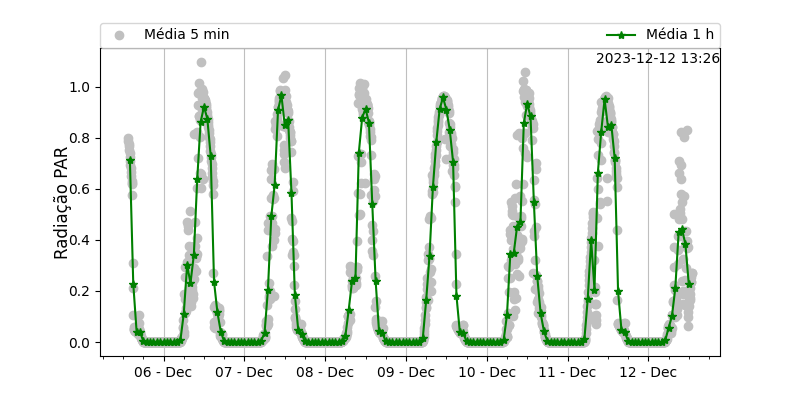 Média 5 min
Média 1 h
2023-12-12 13:26
Radiação PAR
1.0
0.8
0.6
0.4
0.2
0.0
06 - Dec
07 - Dec
08 - Dec
09 - Dec
10 - Dec
11 - Dec
12 - Dec